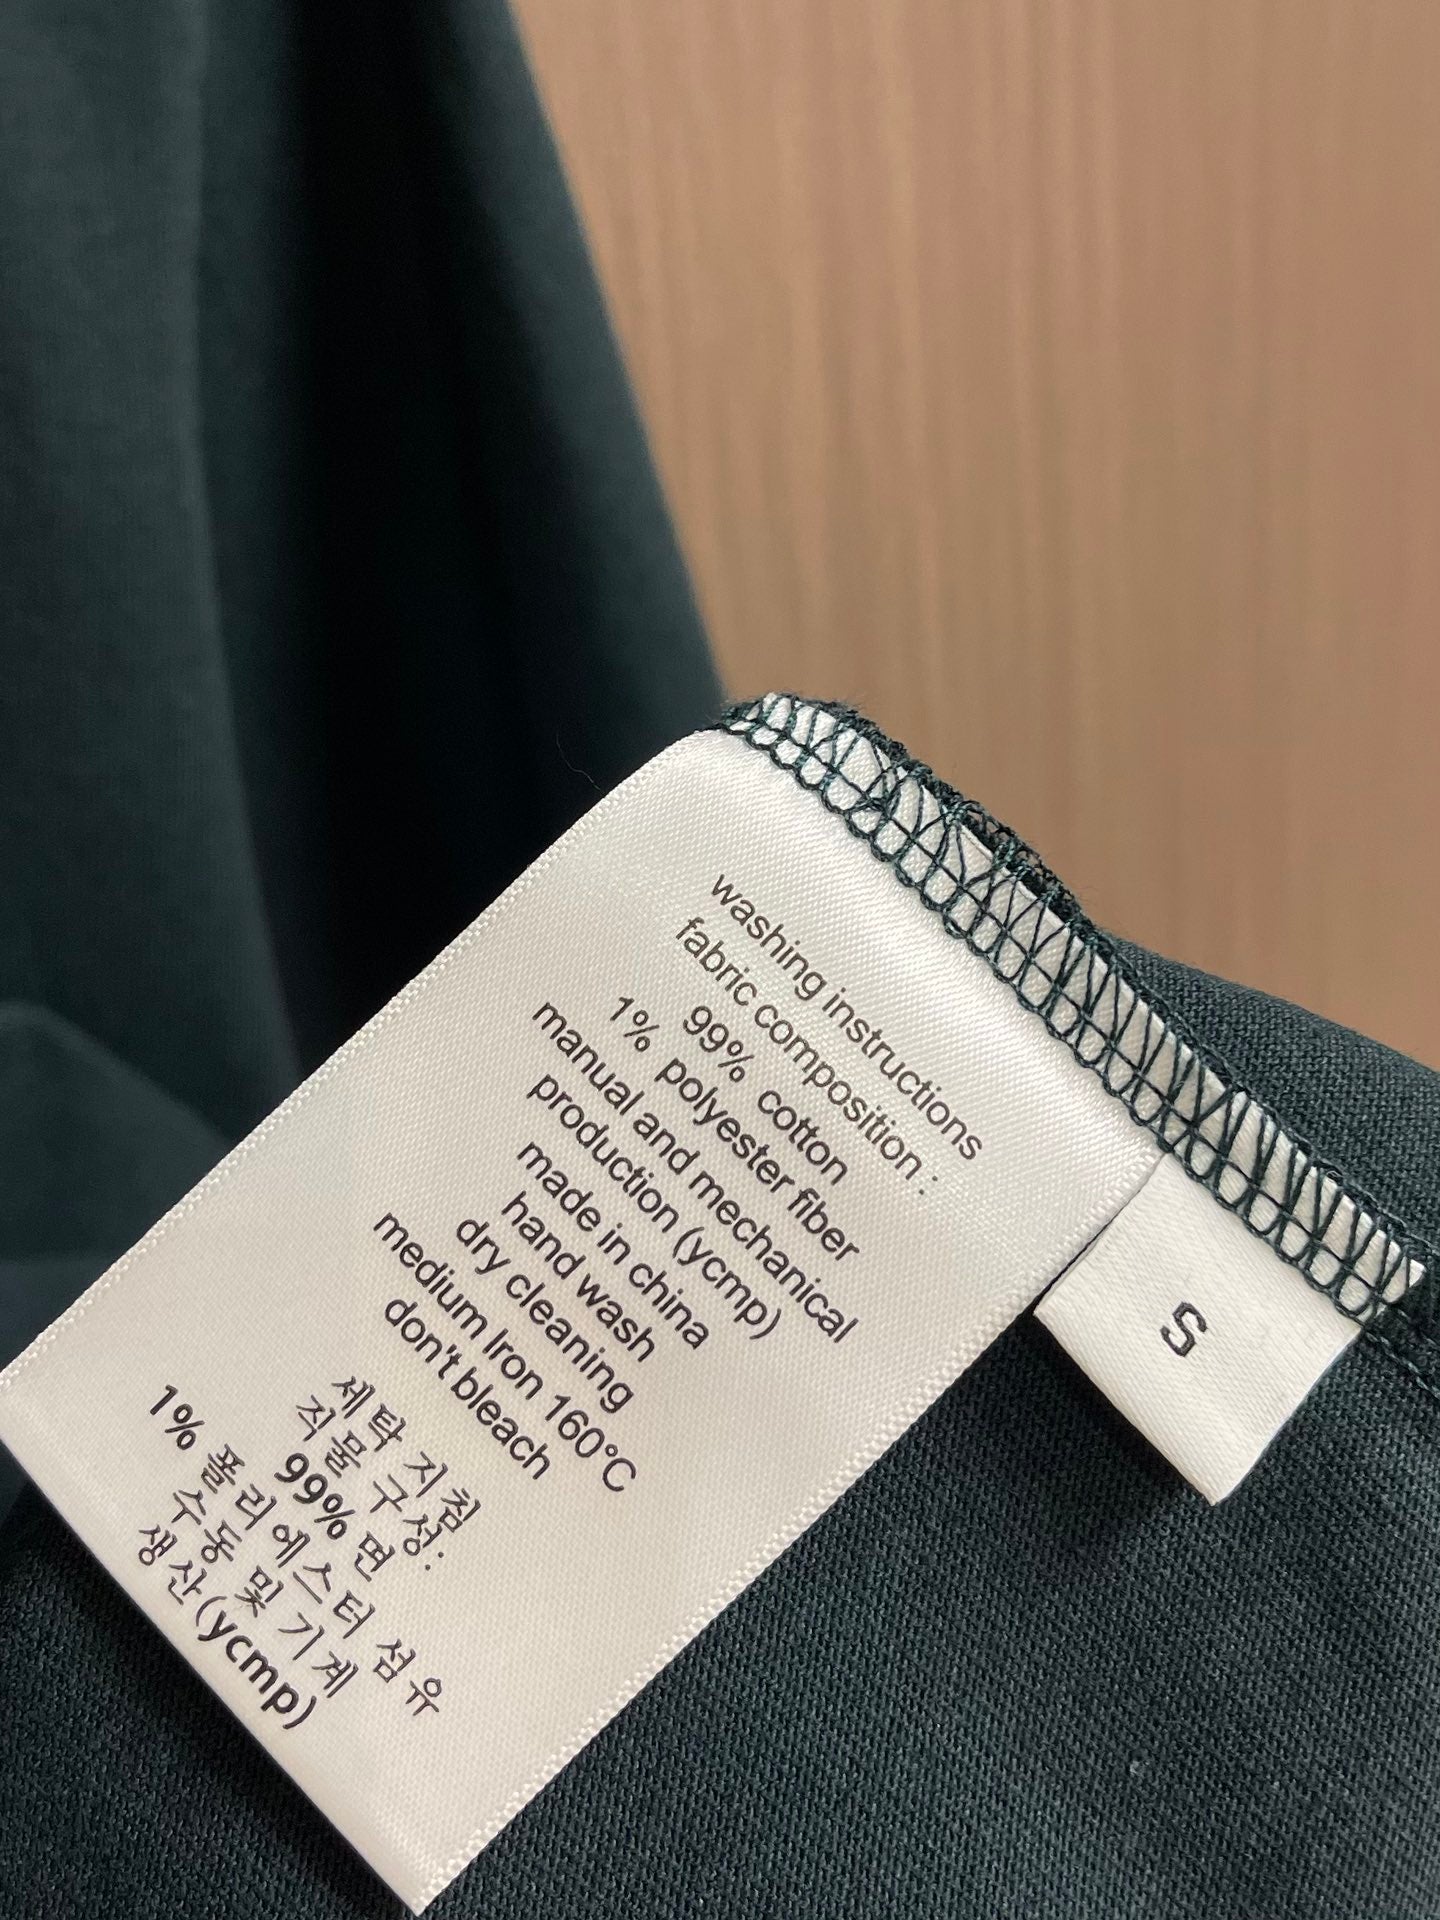 washing instructions
fabric composition :
99% cotton
1% polyester fiber
manual and mechanical
production (ycmp)
made in china
hand wash
dry cleaning
medium Iron 160°C
don't bleach
세탁 지침
직물 구성:
99% 면
1% 폴리에스터 섬유
수동 및 기계
생산(ycmp)
S